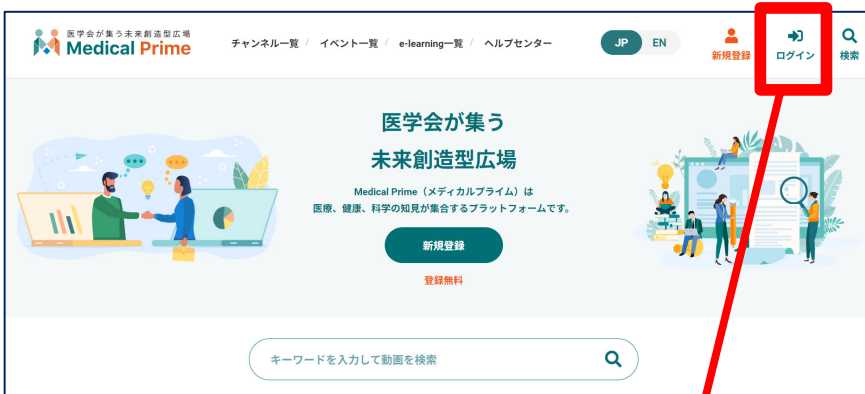 医学会が集う未来創造型広場
Medical Prime
チャンネル一覧 / イベント一覧 / e-learning一覧 / ヘルプセンター
JP EN
新規登録
ログイン
検索
医学会が集う
未来創造型広場
Medical Prime（メディカルプライム）は
医療、健康、科学の知見が集合するプラットフォームです。
新規登録
登録無料
キーワードを入力して動画を検索